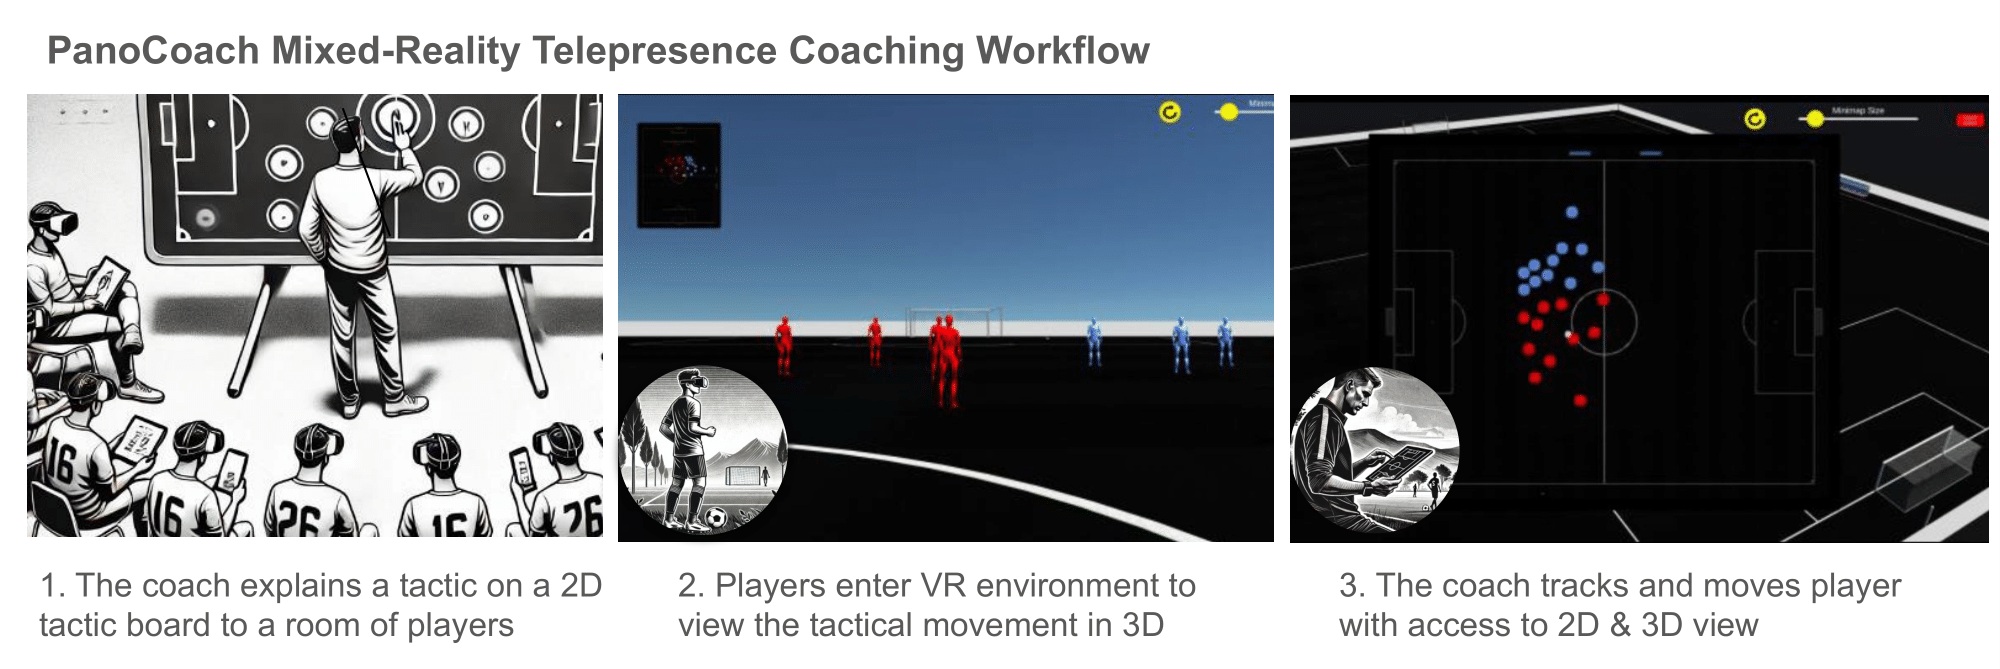 PanoCoach Mixed-Reality Telepresence Coaching Workflow
16
16
26
16
26
Minimap Size
1. The coach explains a tactic on a 2D
tactic board to a room of players
2. Players enter VR environment to
view the tactical movement in 3D
3. The coach tracks and moves player
with access to 2D & 3D view